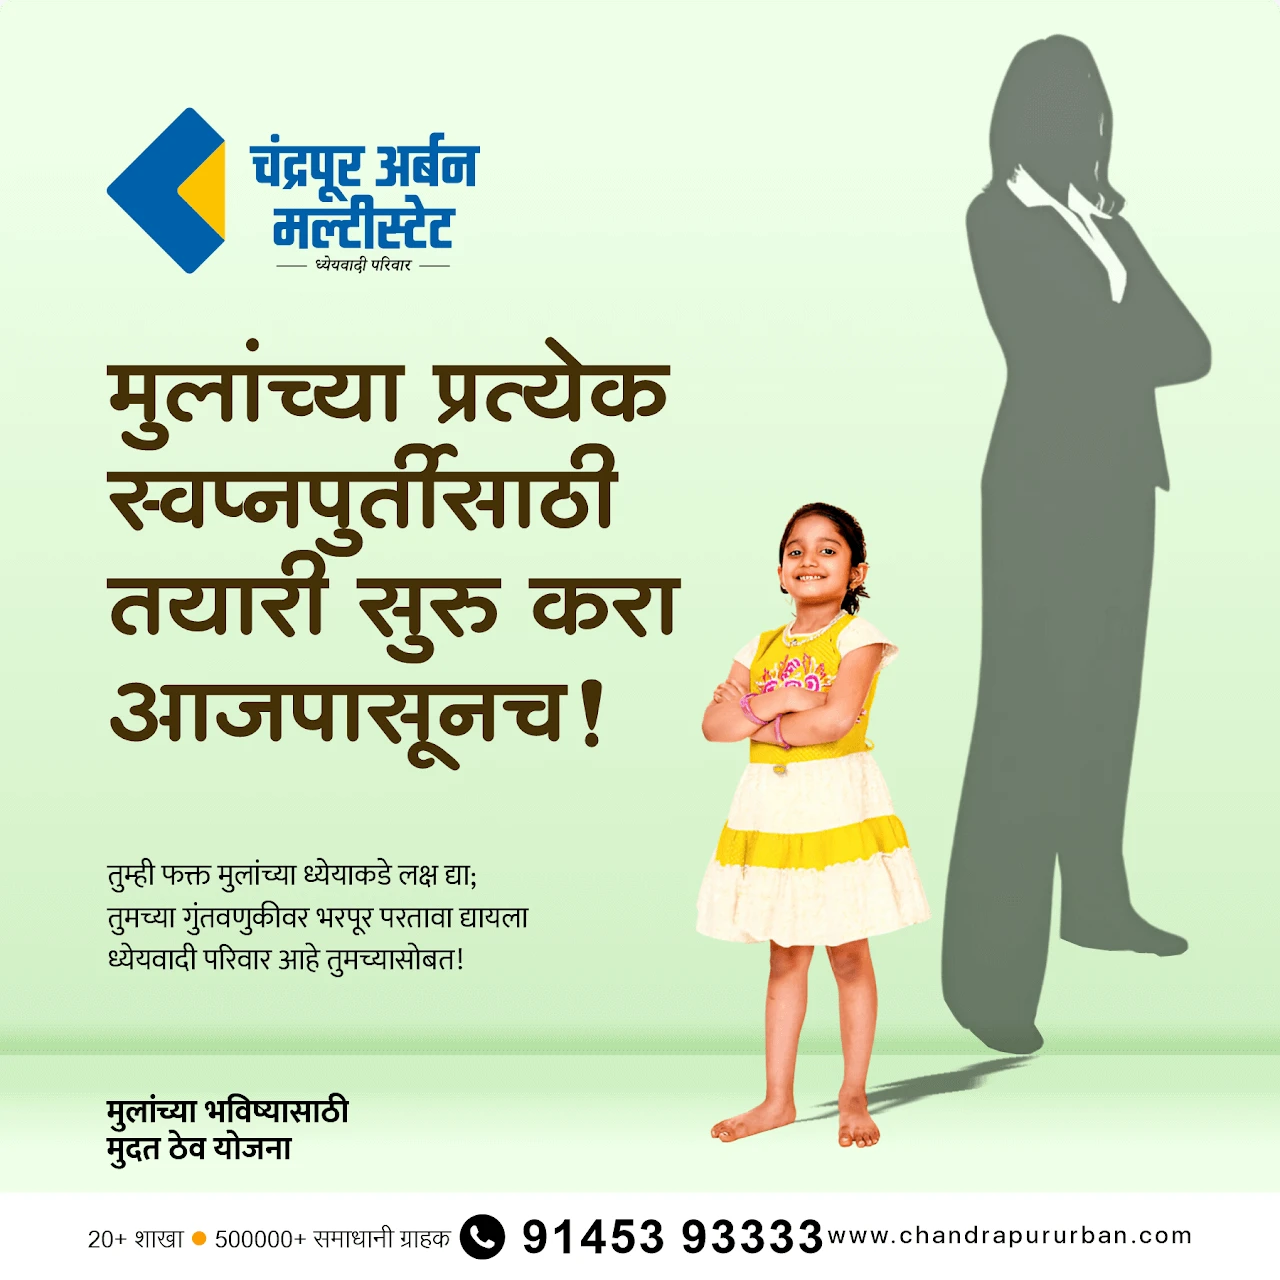 चंद्रपूर अर्बन
मल्टीस्टेट
ध्येयवादी परिवार
मुलांच्या प्रत्येक
स्वप्नपुर्तीसाठी
तयारी सुरु करा
आजपासूनच!
तुम्ही फक्त मुलांच्या ध्येयाकडे लक्ष द्या;
तुमच्या गुंतवणुकीवर भरपूर परतावा द्यायला
ध्येयवादी परिवार आहे तुमच्यासोबत!
मुलांच्या भविष्यासाठी
मुदत ठेव योजना
20+ शाखा ● 500000+ समाधानी ग्राहक 91453 93333 www.chandrapururban.com